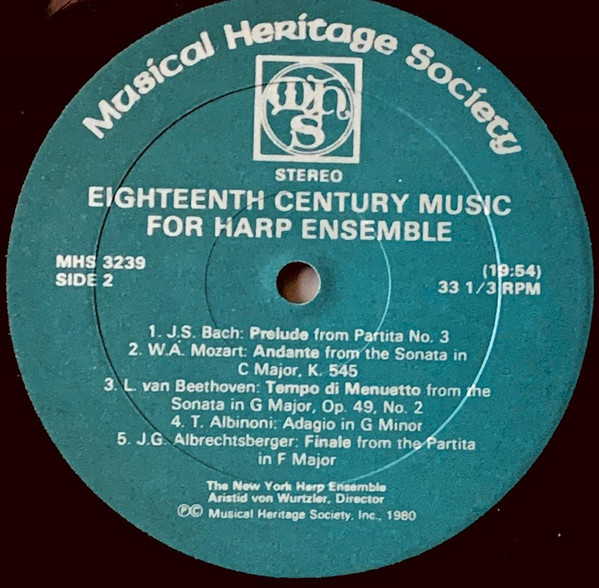 Musical Heritage Society
MHS
STEREO
EIGHTEENTH CENTURY MUSIC
FOR HARP ENSEMBLE
MHS 3239
SIDE 2
(19:54)
33 1/3 RPM
1. J.S. Bach: Prelude from Partita No. 3
2. W.A. Mozart: Andante from the Sonata in
C Major, K. 545
3. L. van Beethoven: Tempo di Menuetto from the
Sonata in G Major, Op. 49, No. 2
4. T. Albinoni: Adagio in G Minor
5. J.G. Albrechtsberger: Finale from the Partita
in F Major
The New York Harp Ensemble
Aristid von Wurtzler, Director
℗© Musical Heritage Society, Inc., 1980